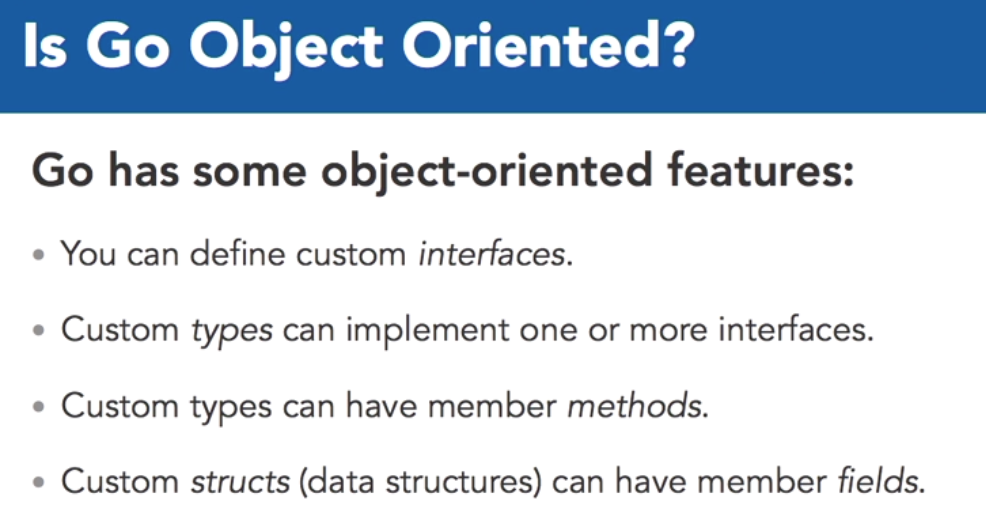 Is Go Object Oriented?
Go has some object-oriented features:
• You can define custom interfaces.
• Custom types can implement one or more interfaces.
• Custom types can have member methods.
• Custom structs (data structures) can have member fields.